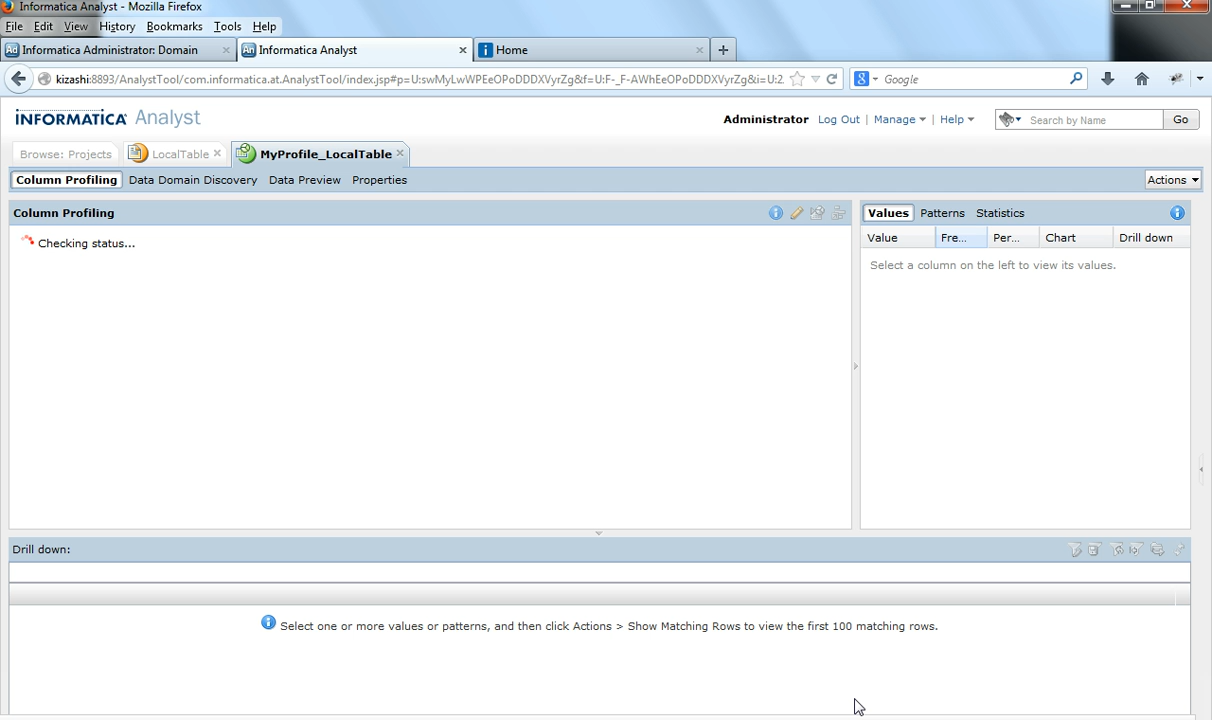 Informatica Analyst - Mozilla Firefox
File Edit View History Bookmarks Tools Help
Informatica Administrator: Domain
Informatica Analyst
Home
kizashi:8893/AnalystTool/com.informatica.at.AnalystTool/index.jsp#p=U:swMyLwWPEeOPoDDDXVyrZg&f=U:F-_F-AWhEeOPoDDDXVyrZg&i=U:2
Google
INFORMATICA Analyst
Administrator Log Out | Manage | Help
Search by Name
Go
Browse: Projects
LocalTable
MyProfile_LocalTable
Column Profiling Data Domain Discovery Data Preview Properties
Actions
Column Profiling
Values Patterns Statistics
Value Fre... Per... Chart Drill down
Checking status...
Select a column on the left to view its values.
Drill down:
Select one or more values or patterns, and then click Actions > Show Matching Rows to view the first 100 matching rows.